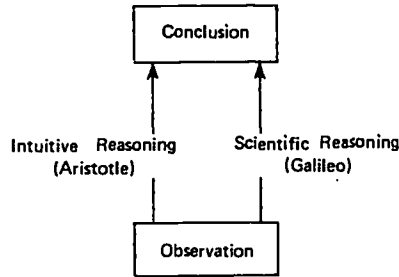 Conclusion
Intuitive Reasoning
(Aristotle)
Scientific Reasoning
(Galileo)
Observation